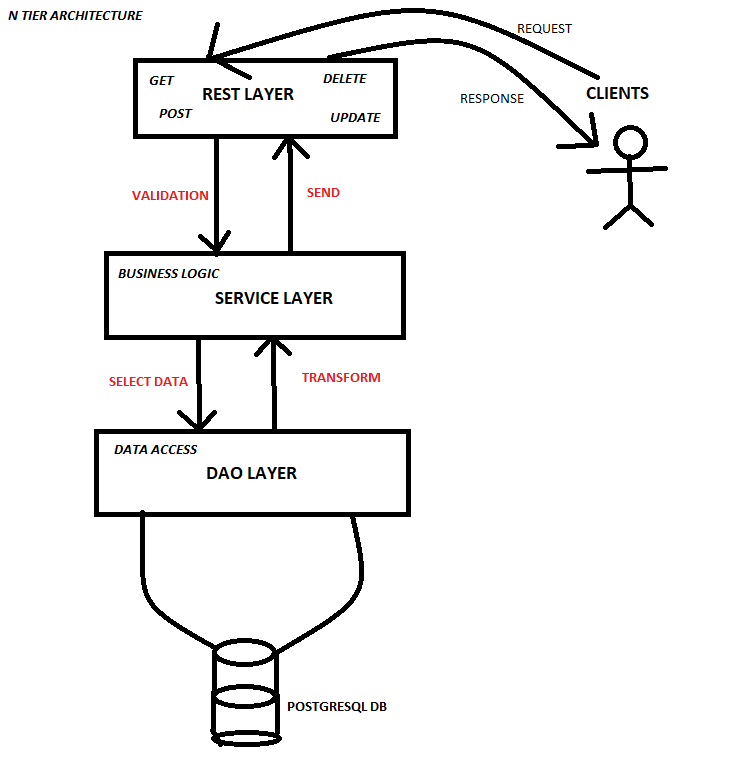 N TIER ARCHITECTURE
REQUEST
GET
DELETE
REST LAYER
CLIENTS
RESPONSE
POST
UPDATE
VALIDATION
SEND
BUSINESS LOGIC
SERVICE LAYER
SELECT DATA
TRANSFORM
DATA ACCESS
DAO LAYER
POSTGRESQL DB